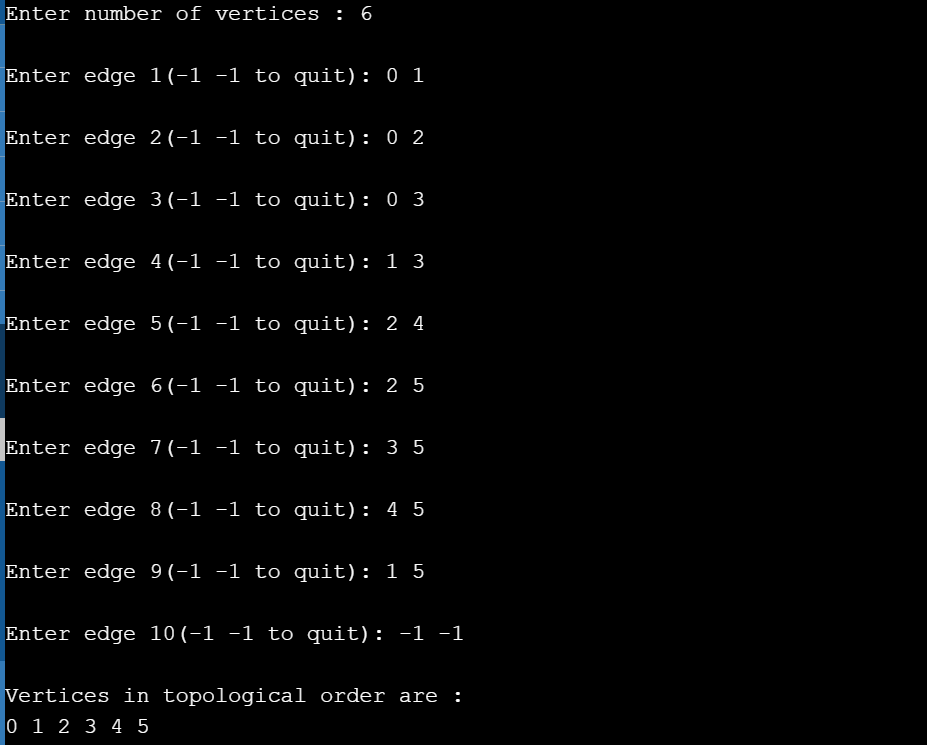 Enter number of vertices : 6
Enter edge 1(-1 -1 to quit): 0 1
Enter edge 2(-1 -1 to quit): 0 2
Enter edge 3(-1 -1 to quit): 0 3
Enter edge 4(-1 -1 to quit): 1 3
Enter edge 5(-1 -1 to quit): 2 4
Enter edge 6(-1 -1 to quit): 2 5
Enter edge 7(-1 -1 to quit): 3 5
Enter edge 8(-1 -1 to quit): 4 5
Enter edge 9(-1 -1 to quit): 1 5
Enter edge 10(-1 -1 to quit): -1 -1
Vertices in topological order are :
0 1 2 3 4 5